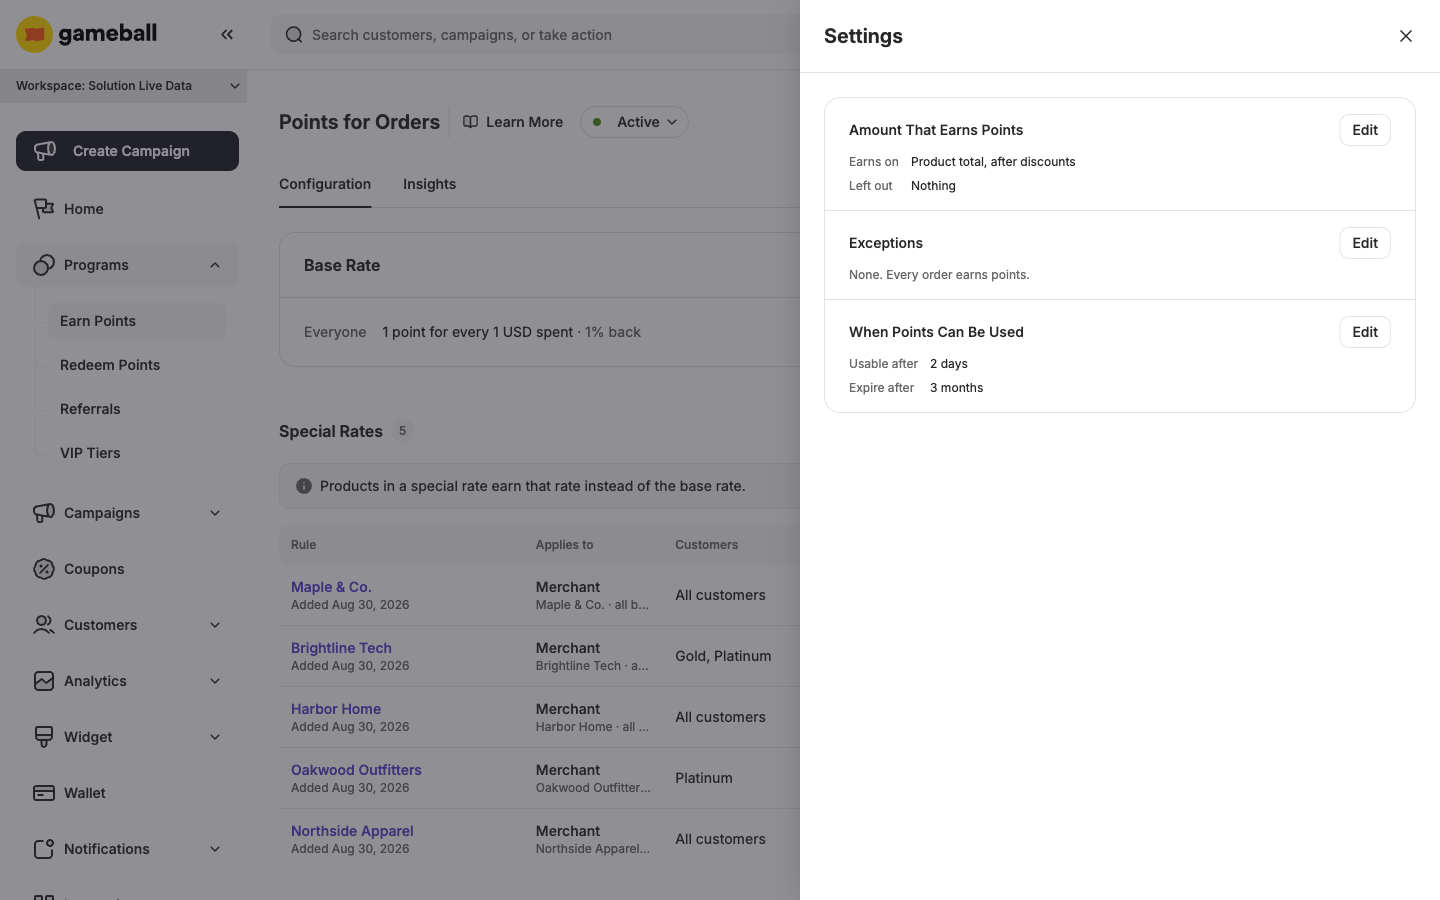 gameball
Search customers, campaigns, or take action
Workspace: Solution Live Data
Create Campaign
Home
Programs
Earn Points
Redeem Points
Referrals
VIP Tiers
Campaigns
Coupons
Customers
Analytics
Widget
Wallet
Notifications
Points for Orders
Learn More
Active
Configuration
Insights
Base Rate
Everyone 1 point for every 1 USD spent · 1% back
Special Rates 5
Products in a special rate earn that rate instead of the base rate.
Rule Applies to Customers
Maple & Co. Merchant All customers
Added Aug 30, 2026 Maple & Co. · all b...
Brightline Tech Merchant Gold, Platinum
Added Aug 30, 2026 Brightline Tech · a...
Harbor Home Merchant All customers
Added Aug 30, 2026 Harbor Home · all ...
Oakwood Outfitters Merchant Platinum
Added Aug 30, 2026 Oakwood Outfitter...
Northside Apparel Merchant All customers
Added Aug 30, 2026 Northside Apparel...
Settings
Amount That Earns Points Edit
Earns on Product total, after discounts
Left out Nothing
Exceptions Edit
None. Every order earns points.
When Points Can Be Used Edit
Usable after 2 days
Expire after 3 months